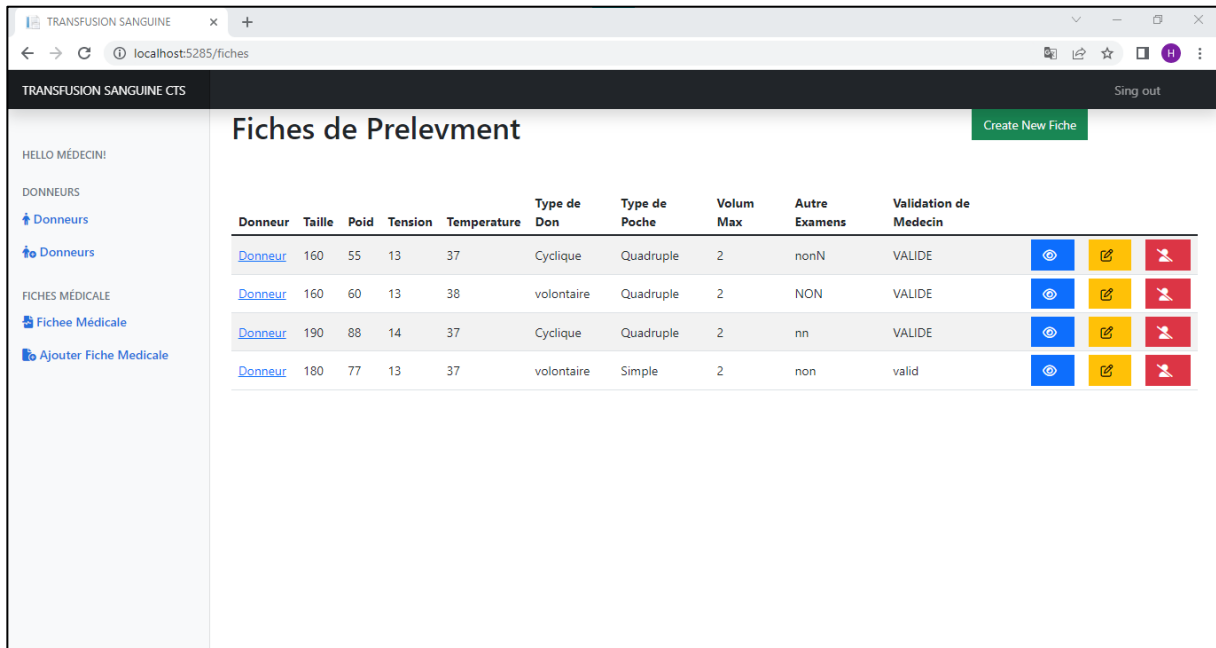 TRANSFUSION SANGUINE
localhost:5285/fiches
H
TRANSFUSION SANGUINE CTS
Sing out
HELLO MÉDECIN!
DONNEURS
Donneurs
Donneurs
FICHES MÉDICALE
Fichee Médicale
Ajouter Fiche Medicale
Fiches de Prelevment
Create New Fiche
Donneur Taille Poid Tension Temperature Type de Don Type de Poche Volum Max Autre Examens Validation de Medecin
Donneur 160 55 13 37 Cyclique Quadruple 2 nonN VALIDE
Donneur 160 60 13 38 volontaire Quadruple 2 NON VALIDE
Donneur 190 88 14 37 Cyclique Quadruple 2 nn VALIDE
Donneur 180 77 13 37 volontaire Simple 2 non valid